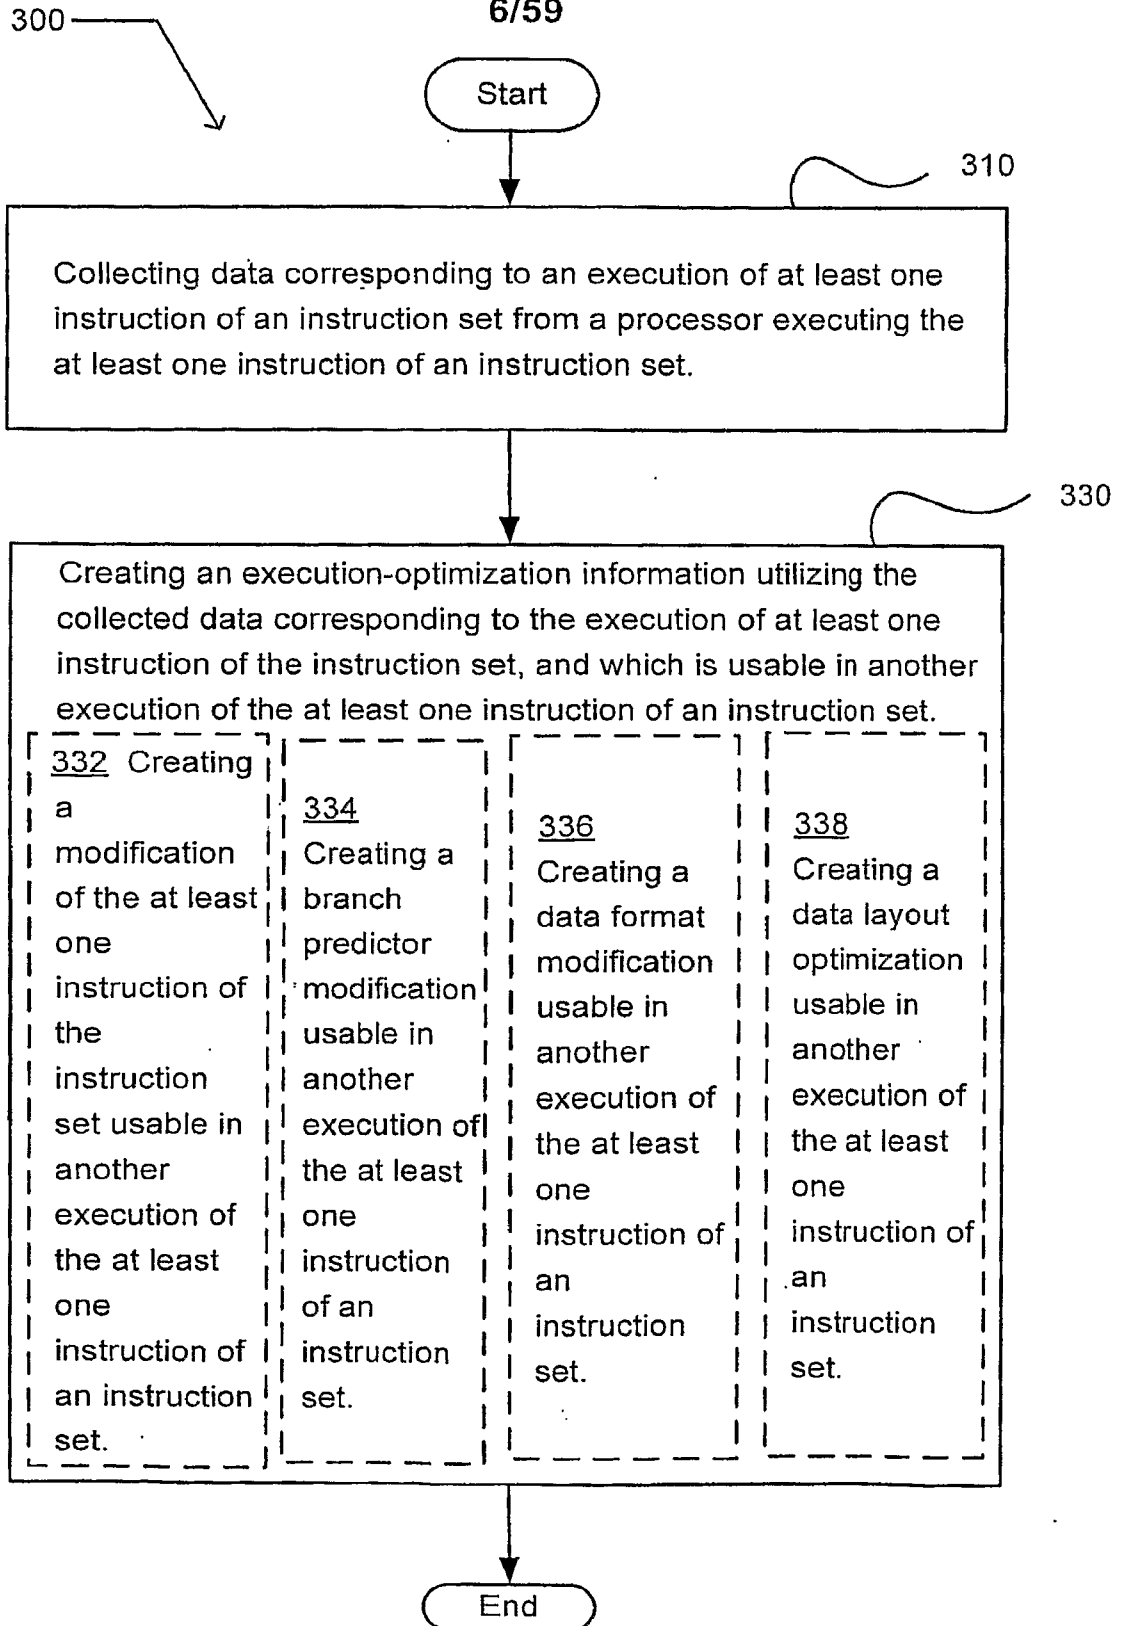 6/59
300
Start
310
Collecting data corresponding to an execution of at least one
instruction of an instruction set from a processor executing the
at least one instruction of an instruction set.
330
Creating an execution-optimization information utilizing the
collected data corresponding to the execution of at least one
instruction of the instruction set, and which is usable in another
execution of the at least one instruction of an instruction set.
332 Creating
a
modification
of the at least
one
instruction of
the
instruction
set usable in
another
execution of
the at least
one
instruction of
an instruction
set.
334
Creating a
branch
predictor
modification
usable in
another
execution of
the at least
one
instruction
of an
instruction
set.
336
Creating a
data format
modification
usable in
another
execution of
the at least
one
instruction of
an
instruction
set.
338
Creating a
data layout
optimization
usable in
another
execution of
the at least
one
instruction of
an
instruction
set.
End